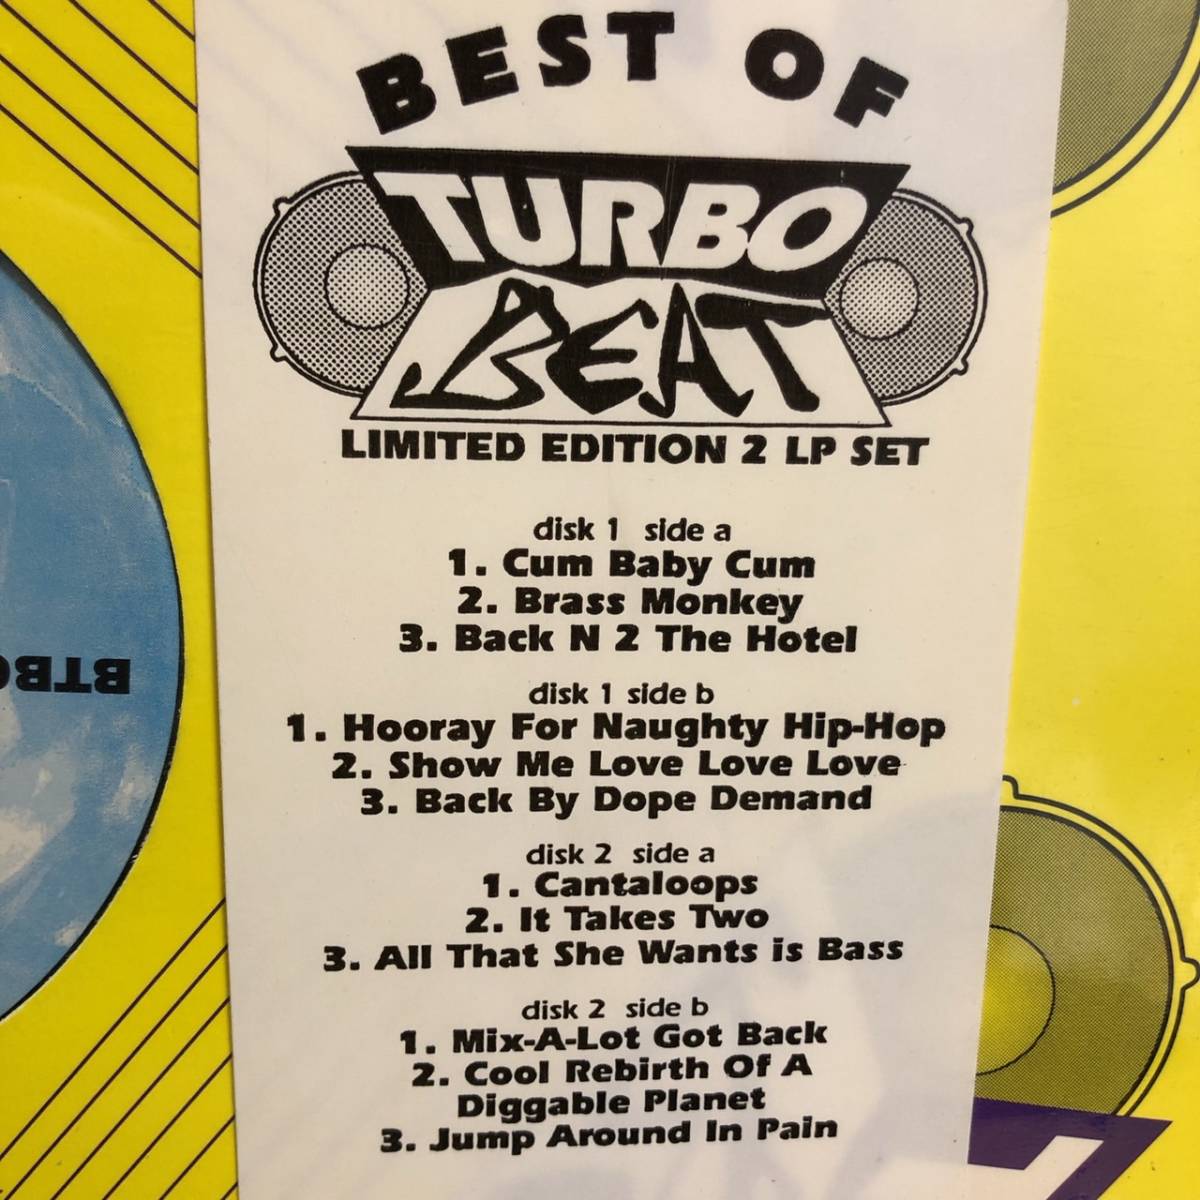 BEST OF
TURBO
BEAT
LIMITED EDITION 2 LP SET
disk 1 side a
1. Cum Baby Cum
2. Brass Monkey
3. Back N 2 The Hotel
disk 1 side b
1. Hooray For Naughty Hip-Hop
2. Show Me Love Love Love
3. Back By Dope Demand
disk 2 side a
1. Cantaloops
2. It Takes Two
3. All That She Wants is Bass
disk 2 side b
1. Mix-A-Lot Got Back
2. Cool Rebirth Of A
Diggable Planet
3. Jump Around In Pain